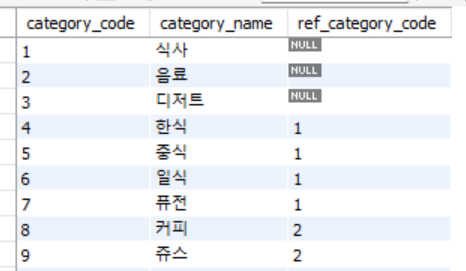 category_code category_name ref_category_code
1 식사 NULL
2 음료 NULL
3 디저트 NULL
4 한식 1
5 중식 1
6 일식 1
7 퓨전 1
8 커피 2
9 쥬스 2